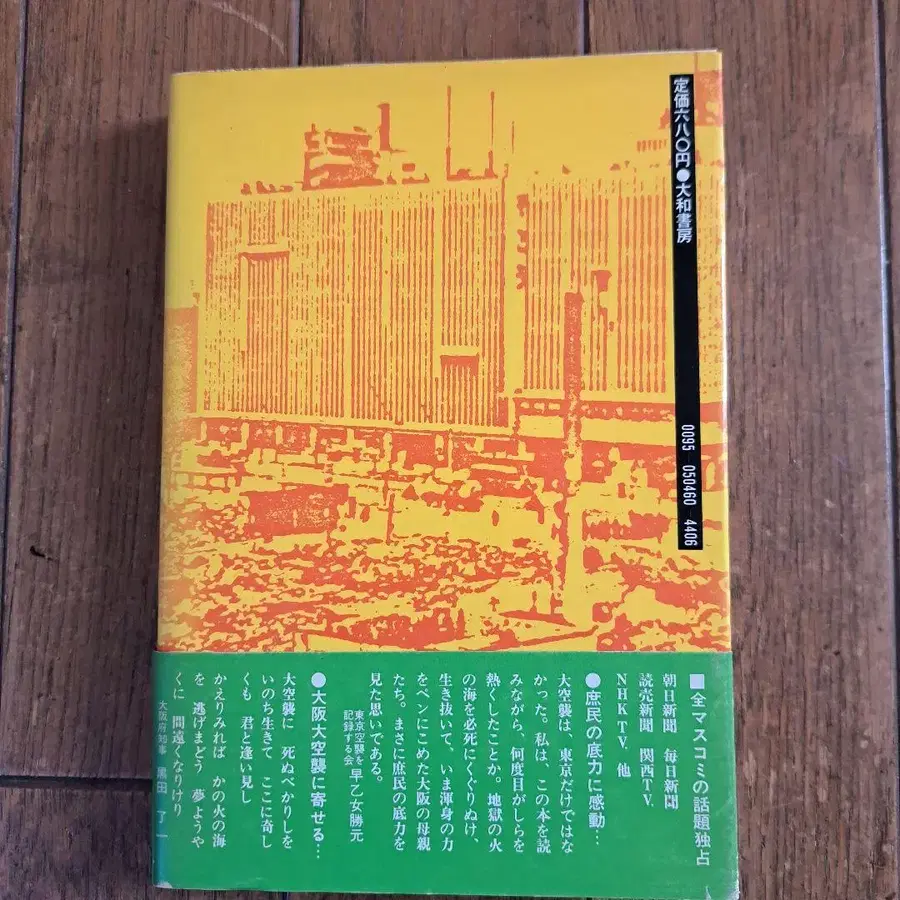 定価六八〇円●大和書房
0095-050460-4406
■全マスコミの話題独占
朝日新聞 毎日新聞
読売新聞 関西TV.
NHKTV. 他
●庶民の底力に感動…
大空襲は、東京だけではな
かった。私は、この本を読
みながら、何度目がしらを
熱くしたことか。地獄の火
の海を必死にくぐりぬけ、
生き抜いて、いま渾身の力
をペンにこめた大阪の母親
たち。まさに庶民の底力を
見た思いである。
東京空襲を
記録する会
早乙女勝元
●大阪大空襲に寄せる…
大空襲に 死ぬべかりしを
いのち生きて ここに奇し
くも 君と逢い見し
かえりみれば かの火の海
を 逃げまどう 夢ようや
くに 間遠くなりけり
大阪府知事 黒田 了一